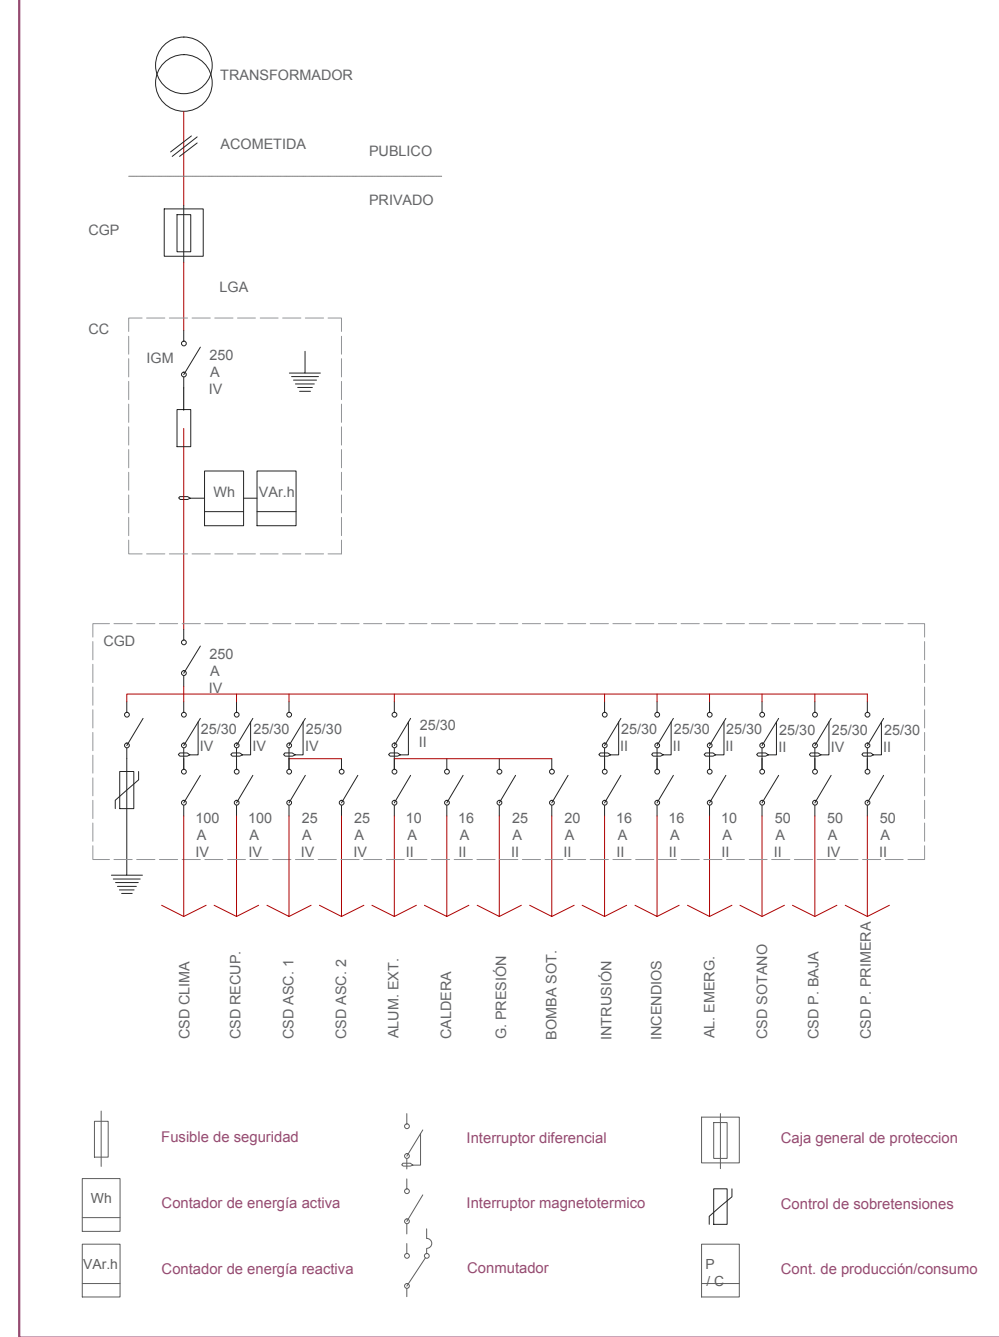 TRANSFORMADOR
ACOMETIDA
PUBLICO
PRIVADO
CGP
LGA
CC
IGM
250
A
IV
Wh
VAr.h
CGD
250
A
IV
25/30
IV
25/30
IV
25/30
IV
25/30
II
25/30
II
25/30
II
25/30
II
25/30
II
25/30
IV
25/30
II
100
A
IV
100
A
IV
25
A
IV
25
A
IV
10
A
II
16
A
II
25
A
II
20
A
II
16
A
II
16
A
II
10
A
II
50
A
II
50
A
IV
50
A
II
CSD CLIMA
CSD RECUP.
CSD ASC. 1
CSD ASC. 2
ALUM. EXT.
CALDERA
G. PRESIÓN
BOMBA SOT.
INTRUSIÓN
INCENDIOS
AL. EMERG.
CSD SOTANO
CSD P. BAJA
CSD P. PRIMERA
Fusible de seguridad
Interruptor diferencial
Caja general de proteccion
Wh
Contador de energía activa
Interruptor magnetotermico
Control de sobretensiones
VAr.h
Contador de energía reactiva
Conmutador
P
/ C
Cont. de producción/consumo